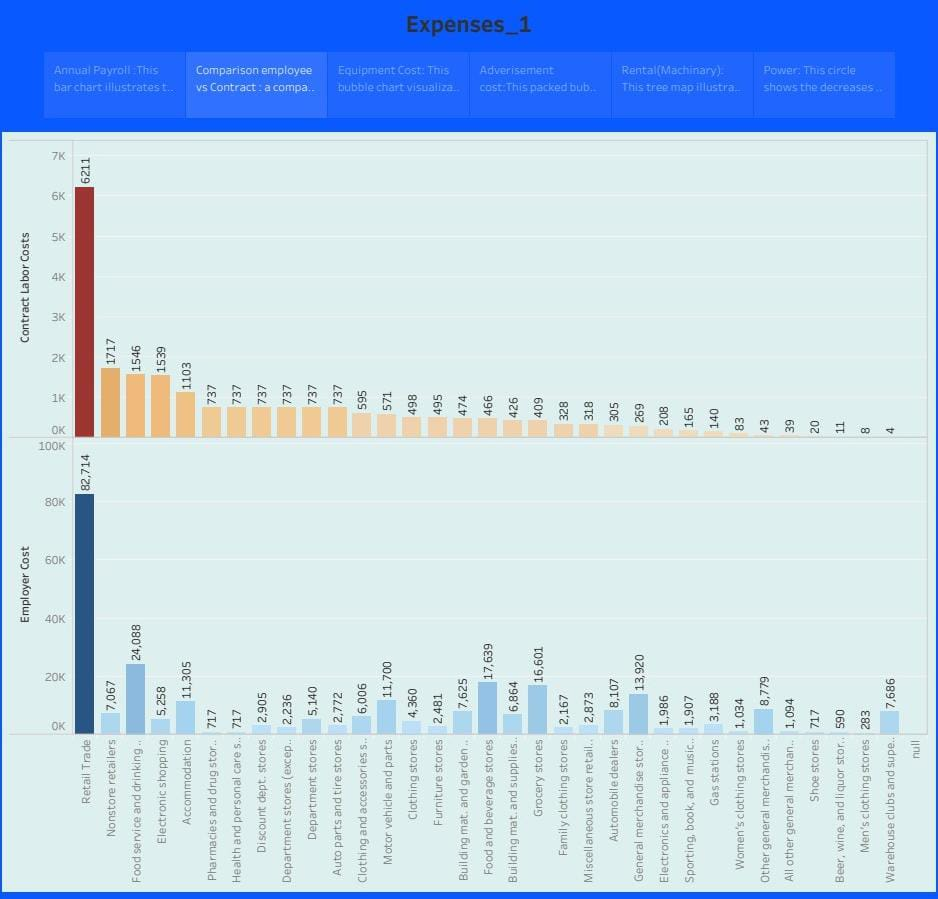 Expenses_1
Annual Payroll :This
bar chart illustrates t..
Comparison employee
vs Contract : a compa..
Equipment Cost: This
bubble chart visualiza..
Adverisement
cost:This packed bub..
Rental(Machinary):
This tree map illustra..
Power: This circle
shows the decreases ..
Contract Labor Costs
7K
6K
5K
4K
3K
2K
1K
0K
6211
1717
1546
1539
1103
737
737
737
737
737
737
595
571
498
495
474
466
426
409
328
318
305
269
208
165
140
83
43
39
20
11
8
4
Employer Cost
100K
80K
60K
40K
20K
0K
82,714
7,067
24,088
5,258
11,305
717
717
2,905
2,236
5,140
2,772
6,006
11,700
4,360
2,481
7,625
17,639
6,864
16,601
2,167
2,873
8,107
13,920
1,986
1,907
3,188
1,034
8,779
1,094
717
590
283
7,686
Retail Trade
Nonstore retailers
Food service and drinking ..
Electronic shopping
Accommodation
Pharmacies and drug stor..
Health and personal care s..
Discount dept. stores
Department stores (excep..
Department stores
Auto parts and tire stores
Clothing and accessories s..
Motor vehicle and parts
Clothing stores
Furniture stores
Building mat. and garden ..
Food and beverage stores
Building mat. and supplies..
Grocery stores
Family clothing stores
Miscellaneous store retail..
Automobile dealers
General merchandise stor..
Electronics and appliance ..
Sporting, book, and music..
Gas stations
Women's clothing stores
Other general merchandis..
All other general merchan..
Shoe stores
Beer, wine, and liquor stor..
Men's clothing stores
Warehouse clubs and supe..
null